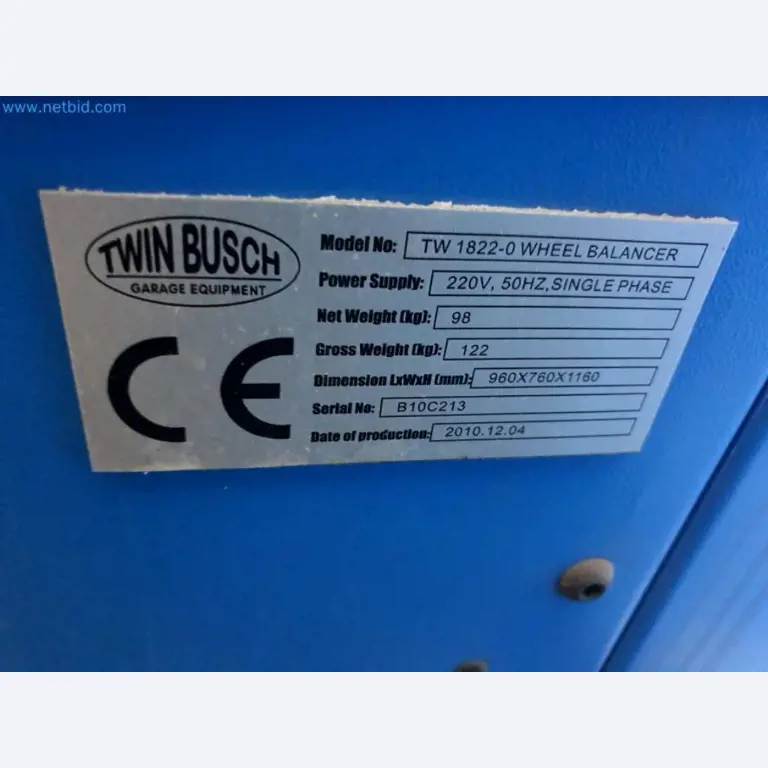 www.netbid.com
TWIN BUSCH
GARAGE EQUIPMENT
CE
Model No: TW 1822-0 WHEEL BALANCER
Power Supply: 220V, 50HZ,SINGLE PHASE
Net Weight (kg): 98
Gross Weight (kg): 122
Dimension LxWxH (mm): 960X760X1160
Serial No: B10C213
Date of production: 2010.12.04